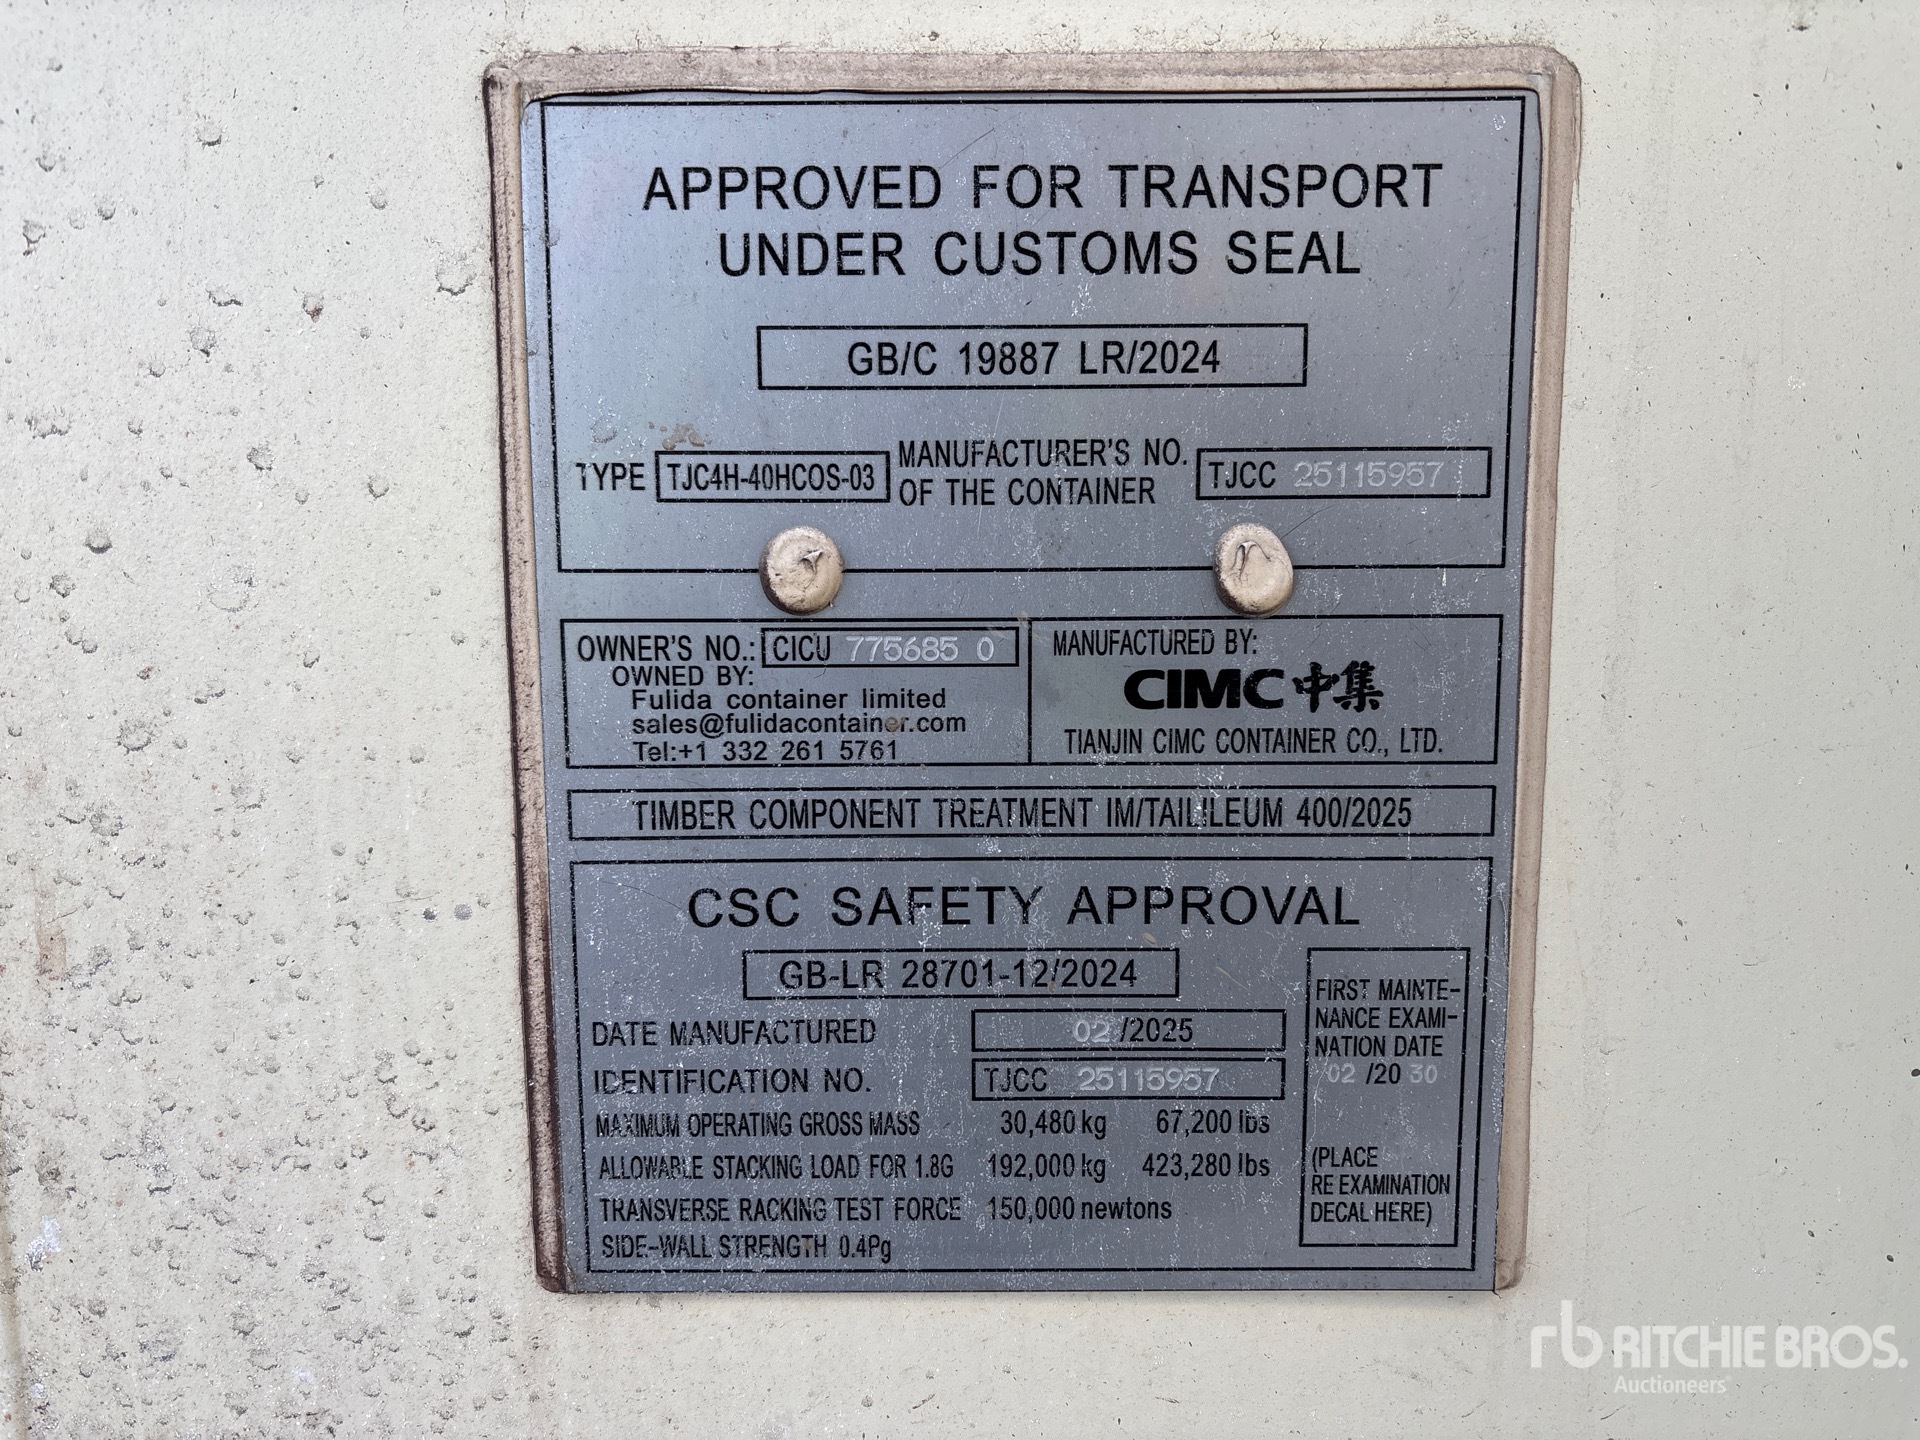 APPROVED FOR TRANSPORT
UNDER CUSTOMS SEAL
GB/C 19887 LR/2024
TYPE TJC4H-40HCOS-03 MANUFACTURER'S NO. OF THE CONTAINER TJCC 25115957
OWNER'S NO.: CICU 775685 0
OWNED BY:
Fulida container limited
sales@fulidacontainer.com
Tel:+1 332 261 5761
MANUFACTURED BY:
CIMC中集
TIANJIN CIMC CONTAINER CO., LTD.
TIMBER COMPONENT TREATMENT IM/TAILILEUM 400/2025
CSC SAFETY APPROVAL
GB-LR 28701-12/2024
DATE MANUFACTURED 02 /2025
IDENTIFICATION NO. TJCC 25115957
MAXIMUM OPERATING GROSS MASS 30,480 kg 67,200 lbs
ALLOWABLE STACKING LOAD FOR 1.8G 192,000 kg 423,280 lbs
TRANSVERSE RACKING TEST FORCE 150,000 newtons
SIDE-WALL STRENGTH 0.4Pg
FIRST MAINTE-
NANCE EXAMI-
NATION DATE
02 /20 30
(PLACE
RE EXAMINATION
DECAL HERE)
rb RITCHIE BROS.
Auctioneers